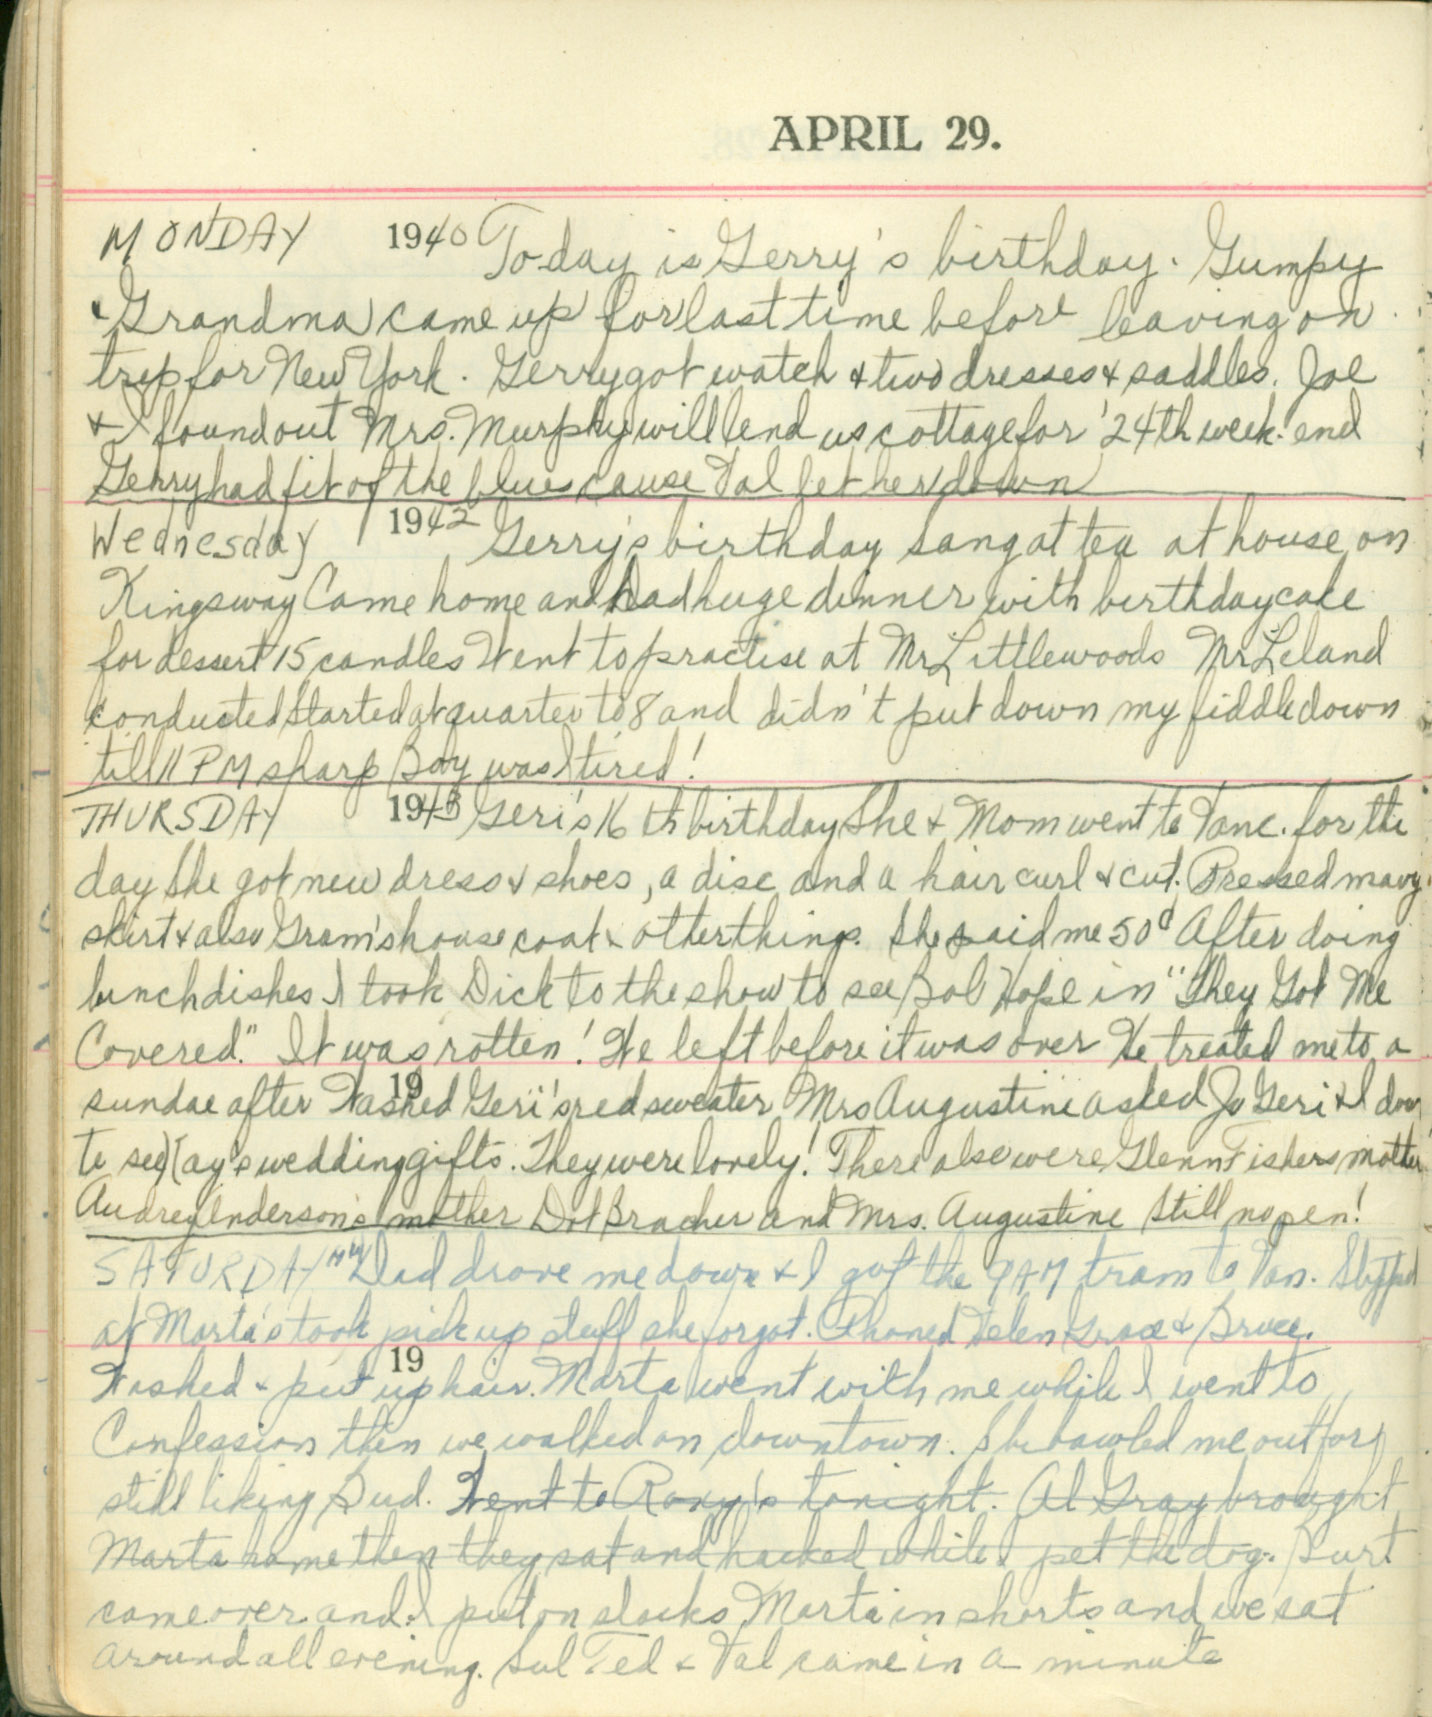 APRIL 29.
MONDAY 1940 Today is Gerry's birthday. Gumpy
& Grandma came up for last time before leaving on
trip for New York. Gerry got watch & two dresses & saddles. Joe
& I found out Mrs. Murphy will lend us cottage for '24th week-end
Gerry had fit of the blues cause Val let her down
Wednesday 1942 Gerry's birthday Sang at tea at house on
Kingsway Came home and had huge dinner with birthday cake
for dessert 15 candles Went to practise at Mr Littlewoods Mr Leland
conducted Started at quarter to 8 and didn't put down my fiddle down
till 11 PM sharp Boy was I tired!
THURSDAY 1943 Geri's 16th birthday She & Mom went to Vanc. for the
day She got new dress & shoes, a disc and a hair curl & cut. Pressed my
skirt & also Gram's housecoat & other things. She paid me 50¢ After doing
lunch dishes I took Dick to the show to see Bob Hope in "They Got Me
Covered." It was rotten! We left before it was over He treated me to a
sundae after 19 Washed Geri's red sweater Mrs Augustine asked Jo Geri & I down
to see Kay's wedding gifts. They were lovely! There also were Glenn Fishers mother
Audrey Anderson's mother Dot Bracher and Mrs. Augustine Still no pen!
SATURDAY '44 Dad drove me down & I got the 9 AM tram to Van. Stopped
at Marta's took pick up stuff she forgot. Phoned Helen Grace & Bruce.
19
Washed & put up hair. Marta went with me while I went to
Confession then we walked on downtown. She bawled me out for
still liking Bud. Went to Roxy's tonight. Al Gray brought
Marta home then they sat and hacked while I pet the dog. Burt
came over and I put on slacks Marta in shorts and we sat
around all evening. Sul Ted & Val came in a minute